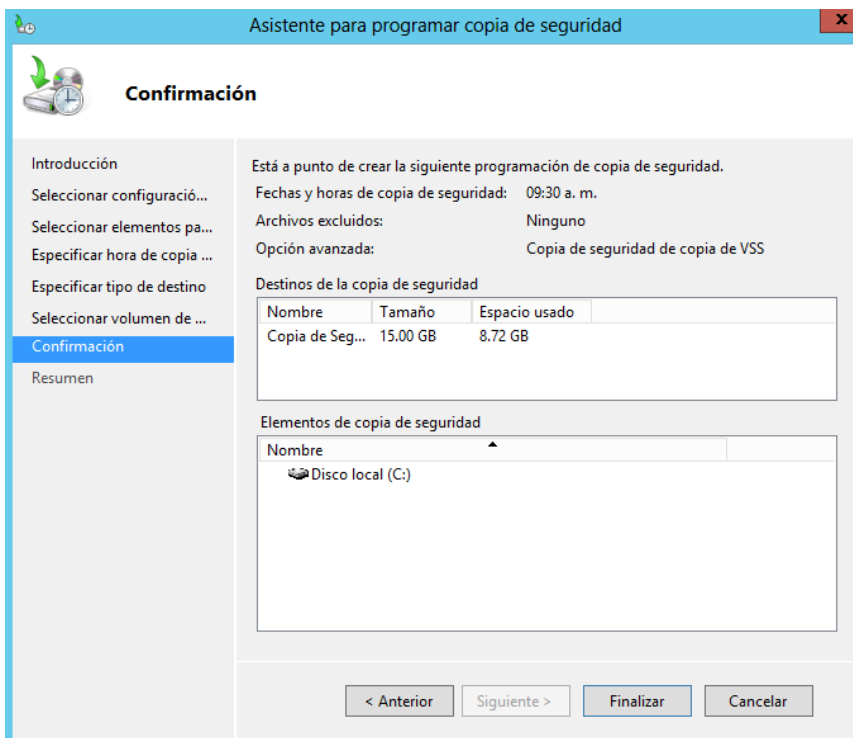 Asistente para programar copia de seguridad
x
Confirmación
Introducción
Seleccionar configuració...
Seleccionar elementos pa...
Especificar hora de copia ...
Especificar tipo de destino
Seleccionar volumen de ...
Confirmación
Resumen
Está a punto de crear la siguiente programación de copia de seguridad.
Fechas y horas de copia de seguridad: 09:30 a. m.
Archivos excluidos: Ninguno
Opción avanzada: Copia de seguridad de copia de VSS
Destinos de la copia de seguridad
Nombre Tamaño Espacio usado
Copia de Seg... 15.00 GB 8.72 GB
Elementos de copia de seguridad
Nombre
Disco local (C:)
< Anterior Siguiente > Finalizar Cancelar